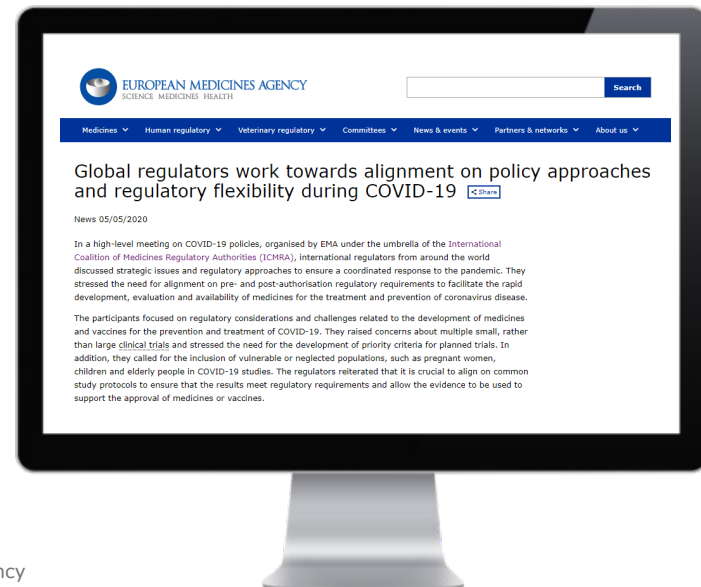 EUROPEAN MEDICINES AGENCY
SCIENCE MEDICINES HEALTH
Search
Medicines Human regulatory Veterinary regulatory Committees News & events Partners & networks About us
Global regulators work towards alignment on policy approaches
and regulatory flexibility during COVID-19 Share
News 05/05/2020
In a high-level meeting on COVID-19 policies, organised by EMA under the umbrella of the International
Coalition of Medicines Regulatory Authorities (ICMRA), international regulators from around the world
discussed strategic issues and regulatory approaches to ensure a coordinated response to the pandemic. They
stressed the need for alignment on pre- and post-authorisation regulatory requirements to facilitate the rapid
development, evaluation and availability of medicines for the treatment and prevention of coronavirus disease.
The participants focused on regulatory considerations and challenges related to the development of medicines
and vaccines for the prevention and treatment of COVID-19. They raised concerns about multiple small, rather
than large clinical trials and stressed the need for the development of priority criteria for planned trials. In
addition, they called for the inclusion of vulnerable or neglected populations, such as pregnant women,
children and elderly people in COVID-19 studies. The regulators reiterated that it is crucial to align on common
study protocols to ensure that the results meet regulatory requirements and allow the evidence to be used to
support the approval of medicines or vaccines.
ncy